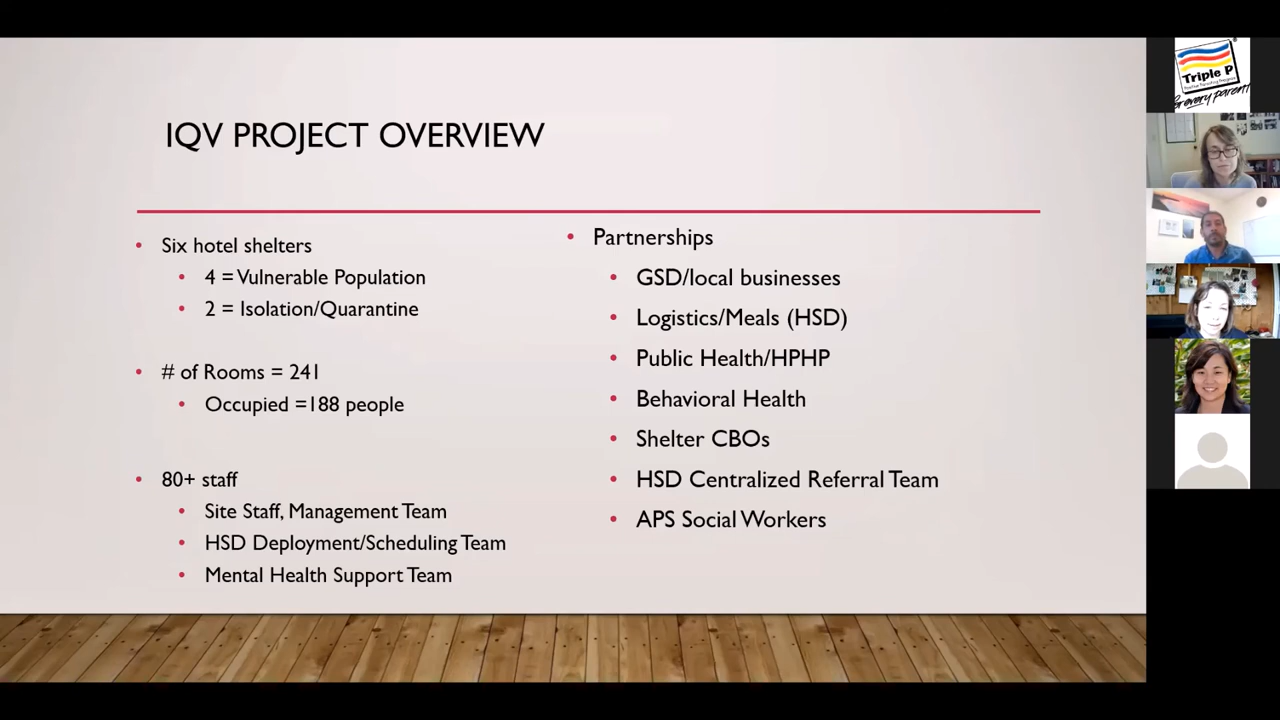 IQV PROJECT OVERVIEW
• Six hotel shelters
• 4 = Vulnerable Population
• 2 = Isolation/Quarantine
• # of Rooms = 241
• Occupied =188 people
• 80+ staff
• Site Staff, Management Team
• HSD Deployment/Scheduling Team
• Mental Health Support Team
• Partnerships
• GSD/local businesses
• Logistics/Meals (HSD)
• Public Health/HPHP
• Behavioral Health
• Shelter CBOs
• HSD Centralized Referral Team
• APS Social Workers
Triple P
for every parent